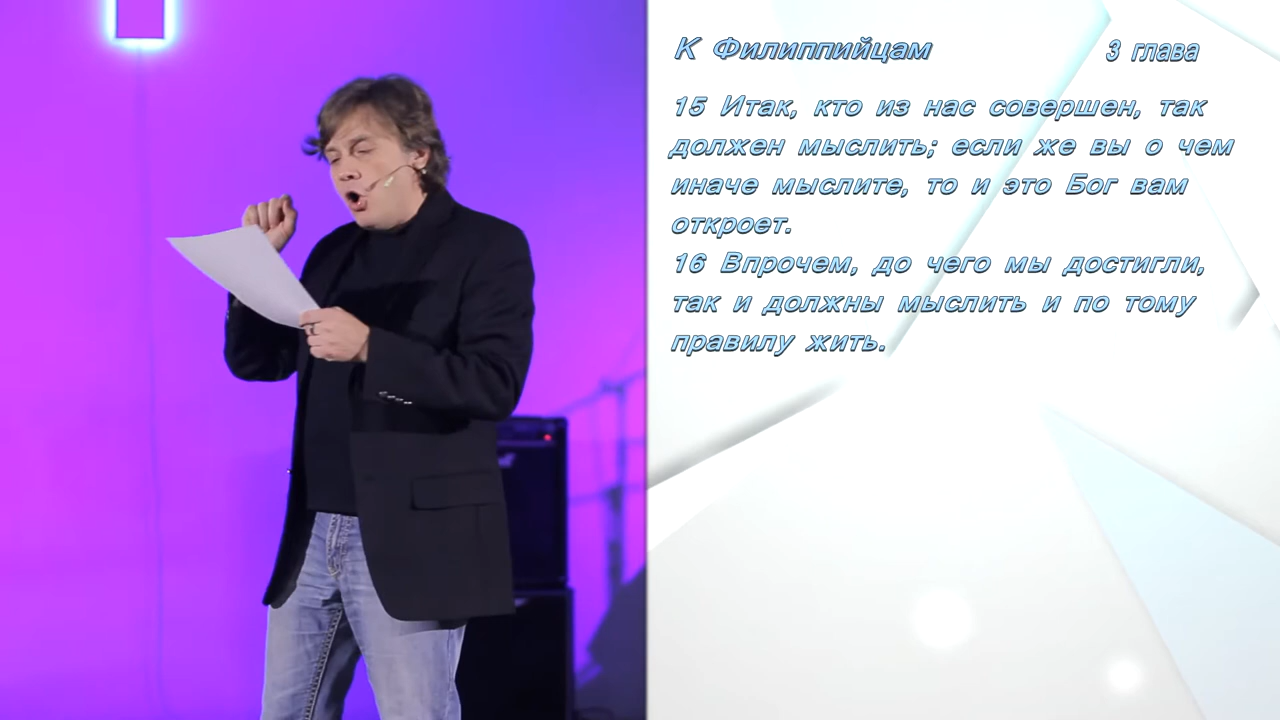 К Филиппийцам 3 глава
15 Итак, кто из нас совершен, так
должен мыслить; если же вы о чем
иначе мыслите, то и это Бог вам
откроет.
16 Впрочем, до чего мы достигли,
так и должны мыслить и по тому
правилу жить.